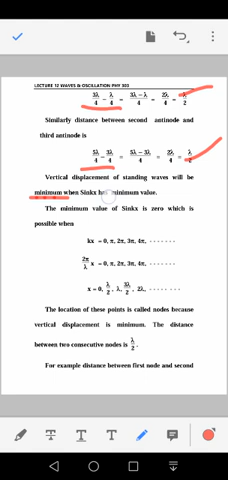 LECTURE 12 WAVES & OSCILLATION PHY 303
3λ/4 - λ/4 = 3λ - λ/4 = 2λ/4 = λ/2
Similarly distance between second antinode and
third antinode is
5λ/4 - 3λ/4 = 5λ - 3λ/4 = 2λ/4 = λ/2
Vertical displacement of standing waves will be
minimum when Sinkx has minimum value.
The minimum value of Sinkx is zero which is
possible when
kx = 0, π, 2π, 3π, 4π, .......
2π/λ x = 0, π, 2π, 3π, 4π, .......
x = 0, λ/2, λ, 3λ/2, 2λ, .......
The location of these points is called nodes because
vertical displacement is minimum. The distance
between two consecutive nodes is λ/2.
For example distance between first node and second